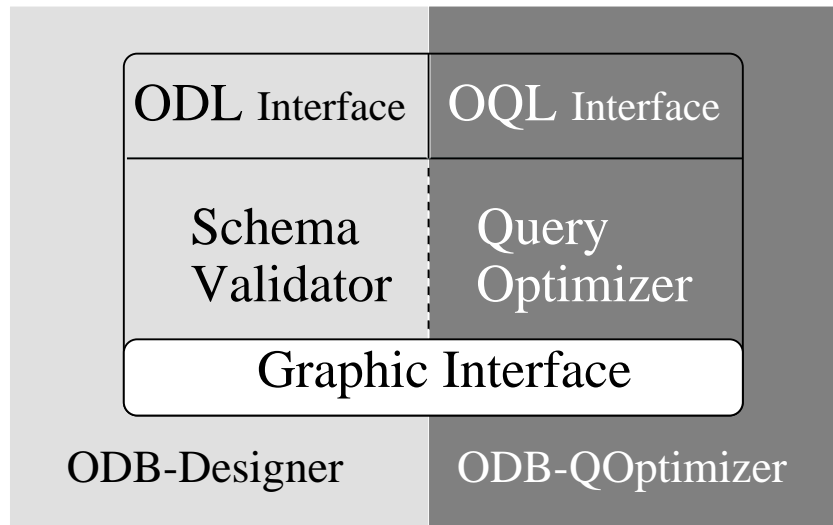 ODL Interface
OQL Interface
Schema
Validator
Query
Optimizer
Graphic Interface
ODB-Designer
ODB-QOptimizer